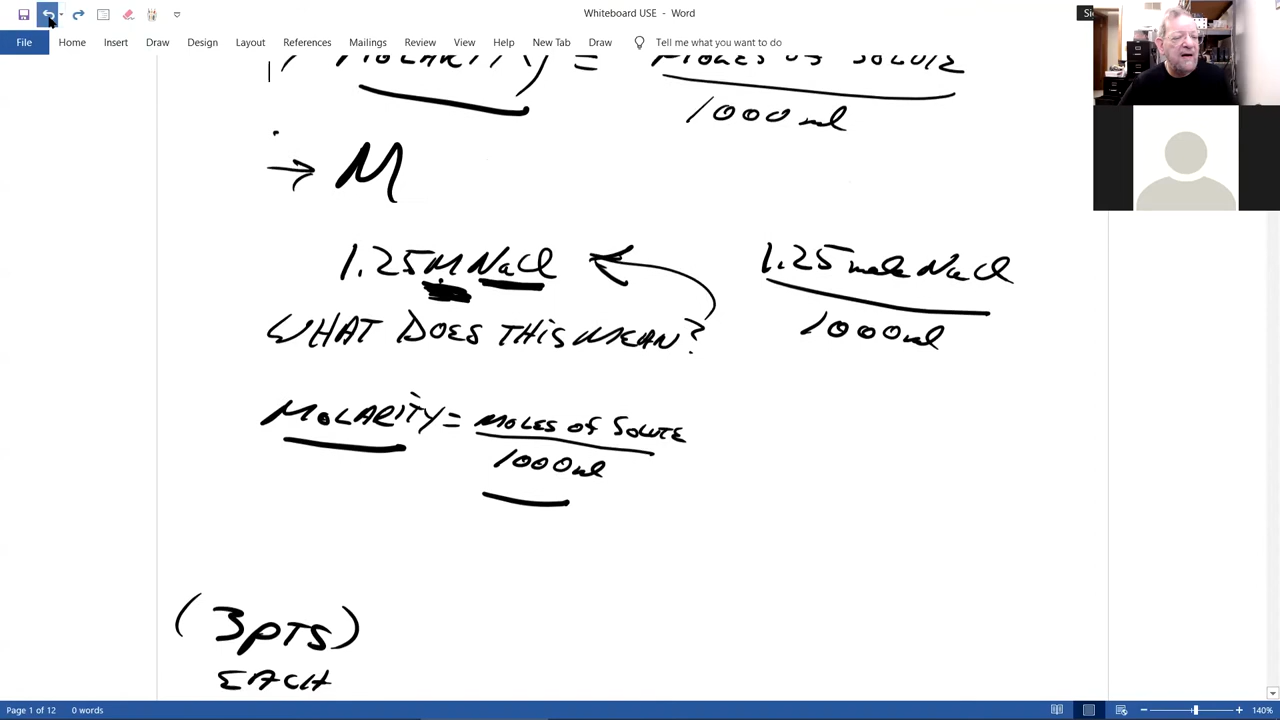 Whiteboard USE - Word
Si
File Home Insert Draw Design Layout References Mailings Review View Help New Tab Draw Tell me what you want to do
1) MOLARITY = MOLES OF SOLUTE
1000 ml
→ M
1.25 M NaCl
1.25 mole NaCl
1000 ml
WHAT DOES THIS MEAN?
MOLARITY = MOLES OF SOLUTE
1000 ml
(3 PTS)
EACH
Page 1 of 12 0 words 140%